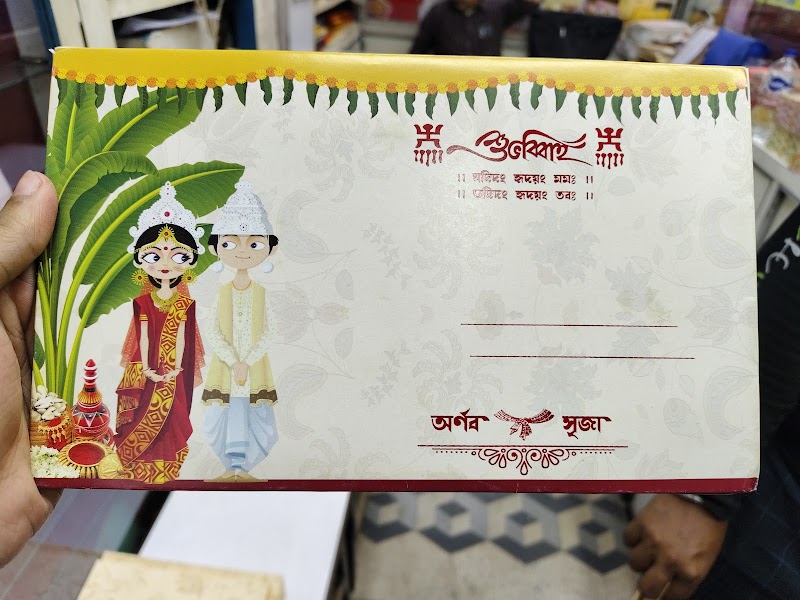 শুভবিবাহ
।। যদিদং হৃদয়ং মমঃ ।।
।। তদিদং হৃদয়ং তবঃ ।।
অর্ণব সৃজা